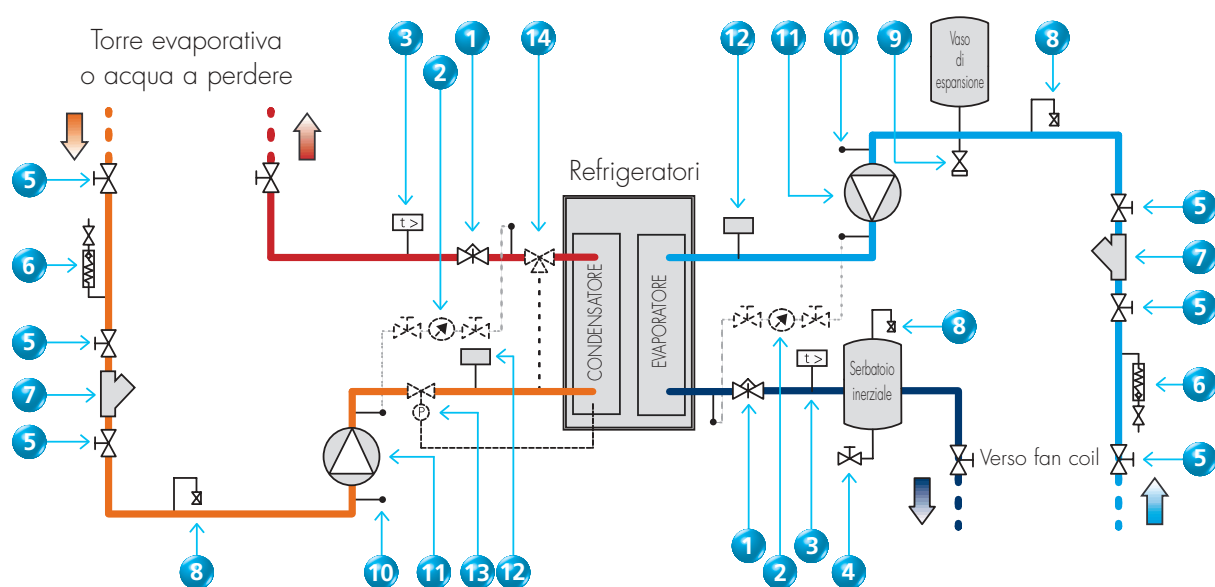 Torre evaporativa
o acqua a perdere
3
1
14
2
12
11
10
9
8
Vaso
di
espansione
5
t >
Refrigeratori
5
6
7
CONDENSATORE
EVAPORATORE
5
5
7
2
2
8
Serbatoio
inerziale
t >
6
P
5
11
12
13
10
8
1
3
4
Verso fan coil
5